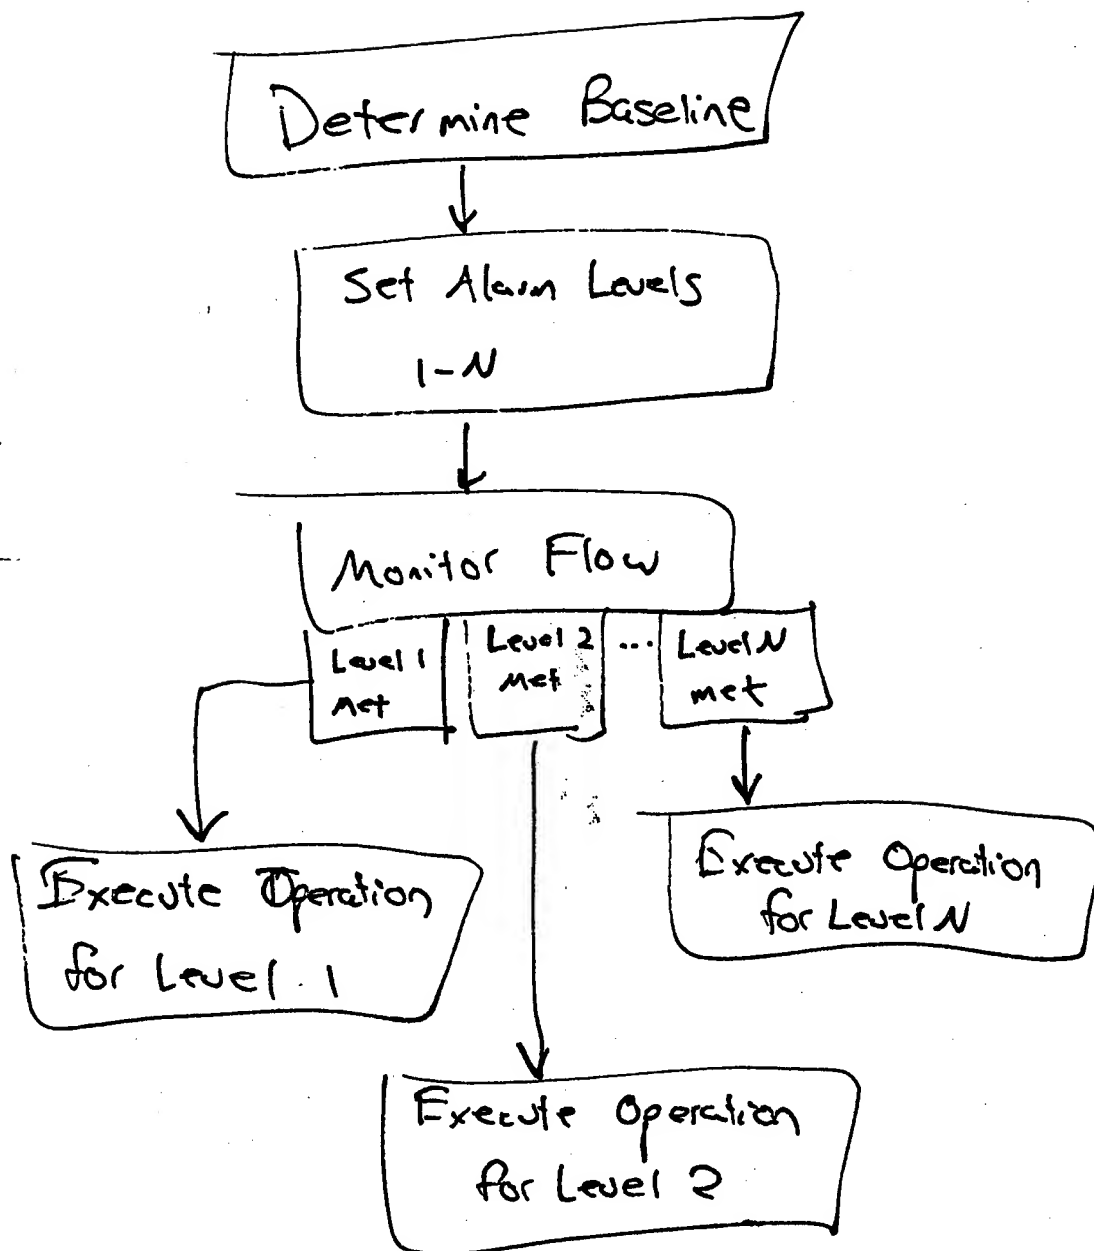 Determine Baseline
Set Alarm Levels
1-N
Monitor Flow
Level 1
Met
Level 2
Met
...
Level N
met
Execute Operation
for Level 1
Execute Operation
for Level N
Execute Operation
for Level 2